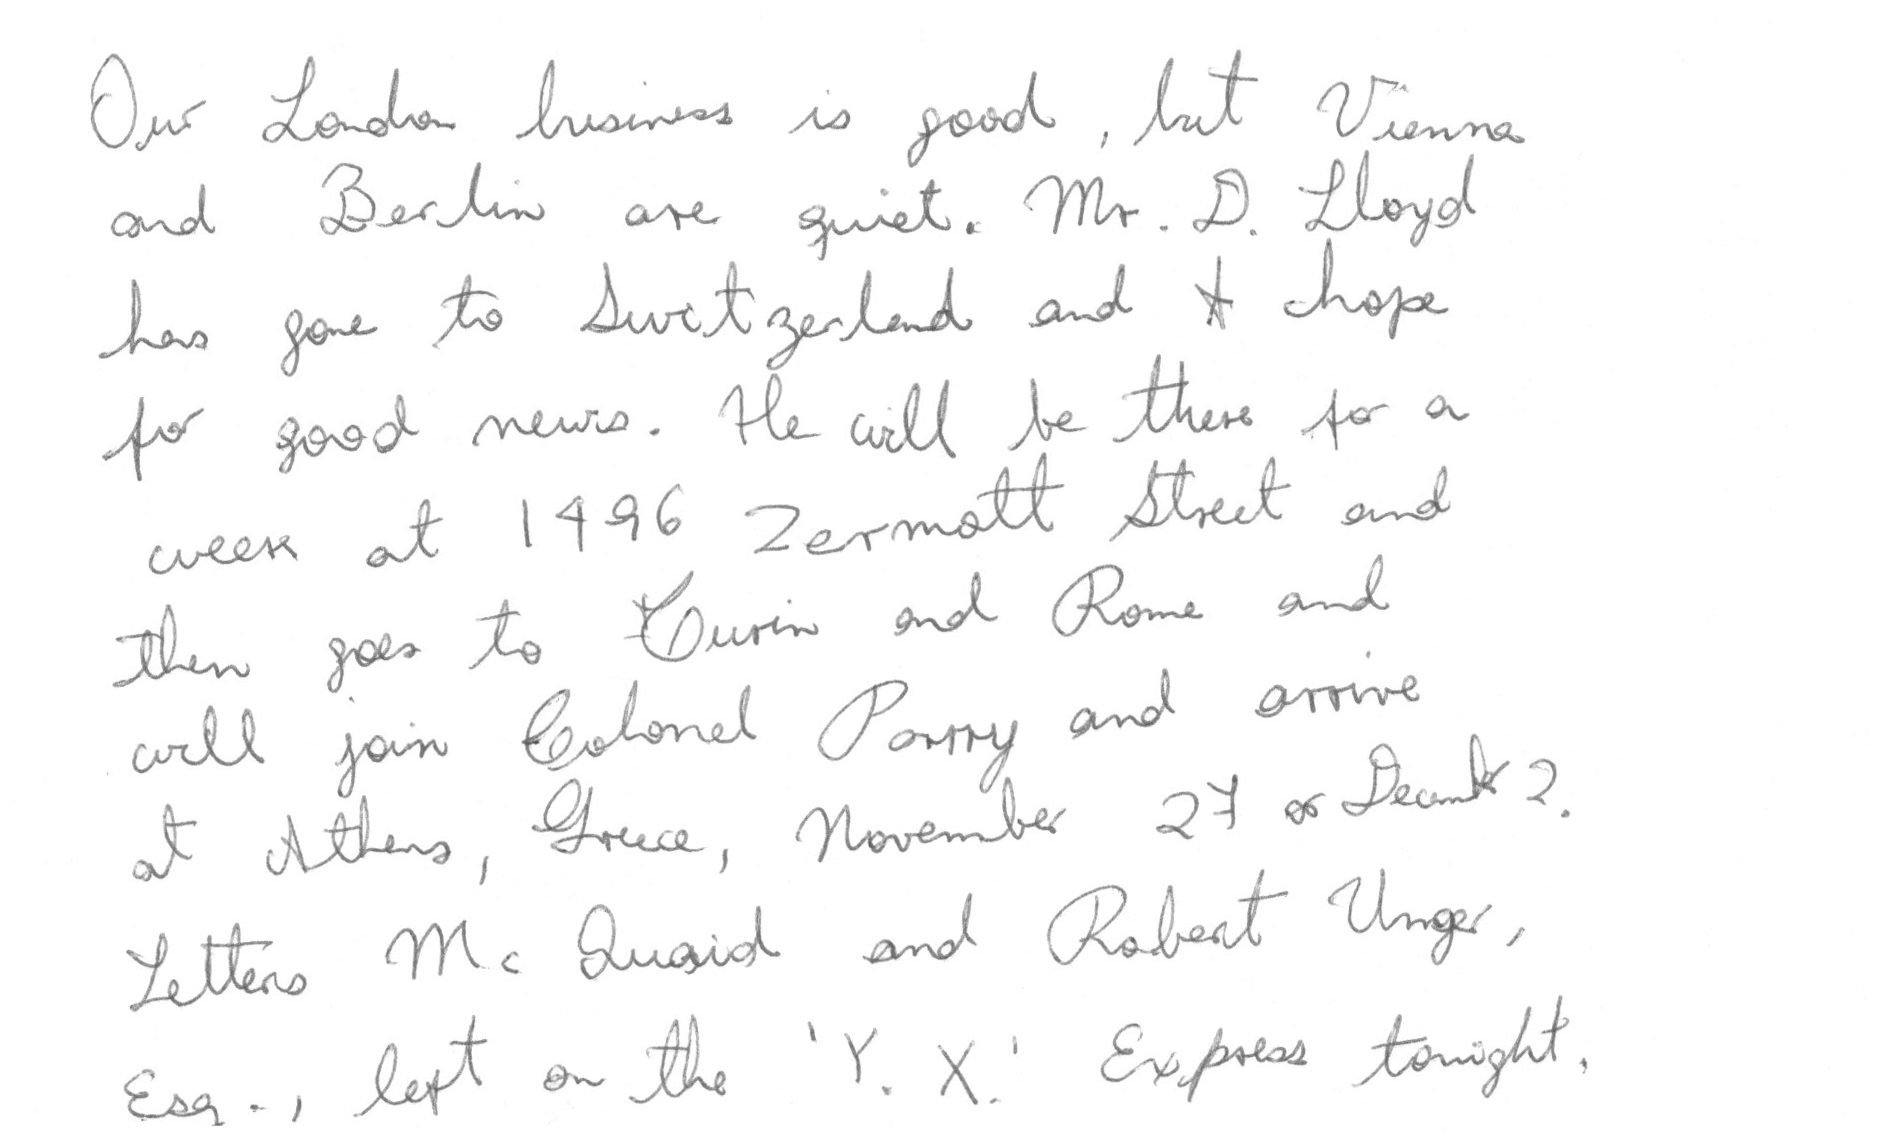 Our London business is good, but Vienna
and Berlin are quiet. Mr. D. Lloyd
has gone to Switzerland and I hope
for good news. He will be there for a
week at 1496 Zermott Street and
then goes to Turin and Rome and
will join Colonel Parry and arrive
at Athens, Greece, November 27 or Decembr 2.
Letters Mc Quaid and Robert Unger,
Esq., left on the 'Y. X.' Express tonight.